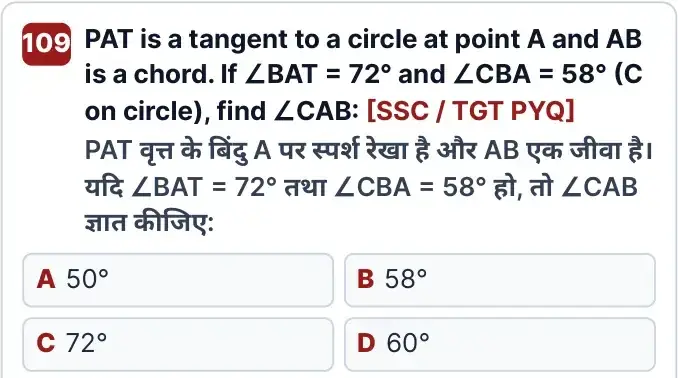 109 PAT is a tangent to a circle at point A and AB
is a chord. If ∠BAT = 72° and ∠CBA = 58° (C
on circle), find ∠CAB: [SSC / TGT PYQ]
PAT वृत्त के बिंदु A पर स्पर्श रेखा है और AB एक जीवा है।
यदि ∠BAT = 72° तथा ∠CBA = 58° हो, तो ∠CAB
ज्ञात कीजिए:
A 50°
B 58°
C 72°
D 60°